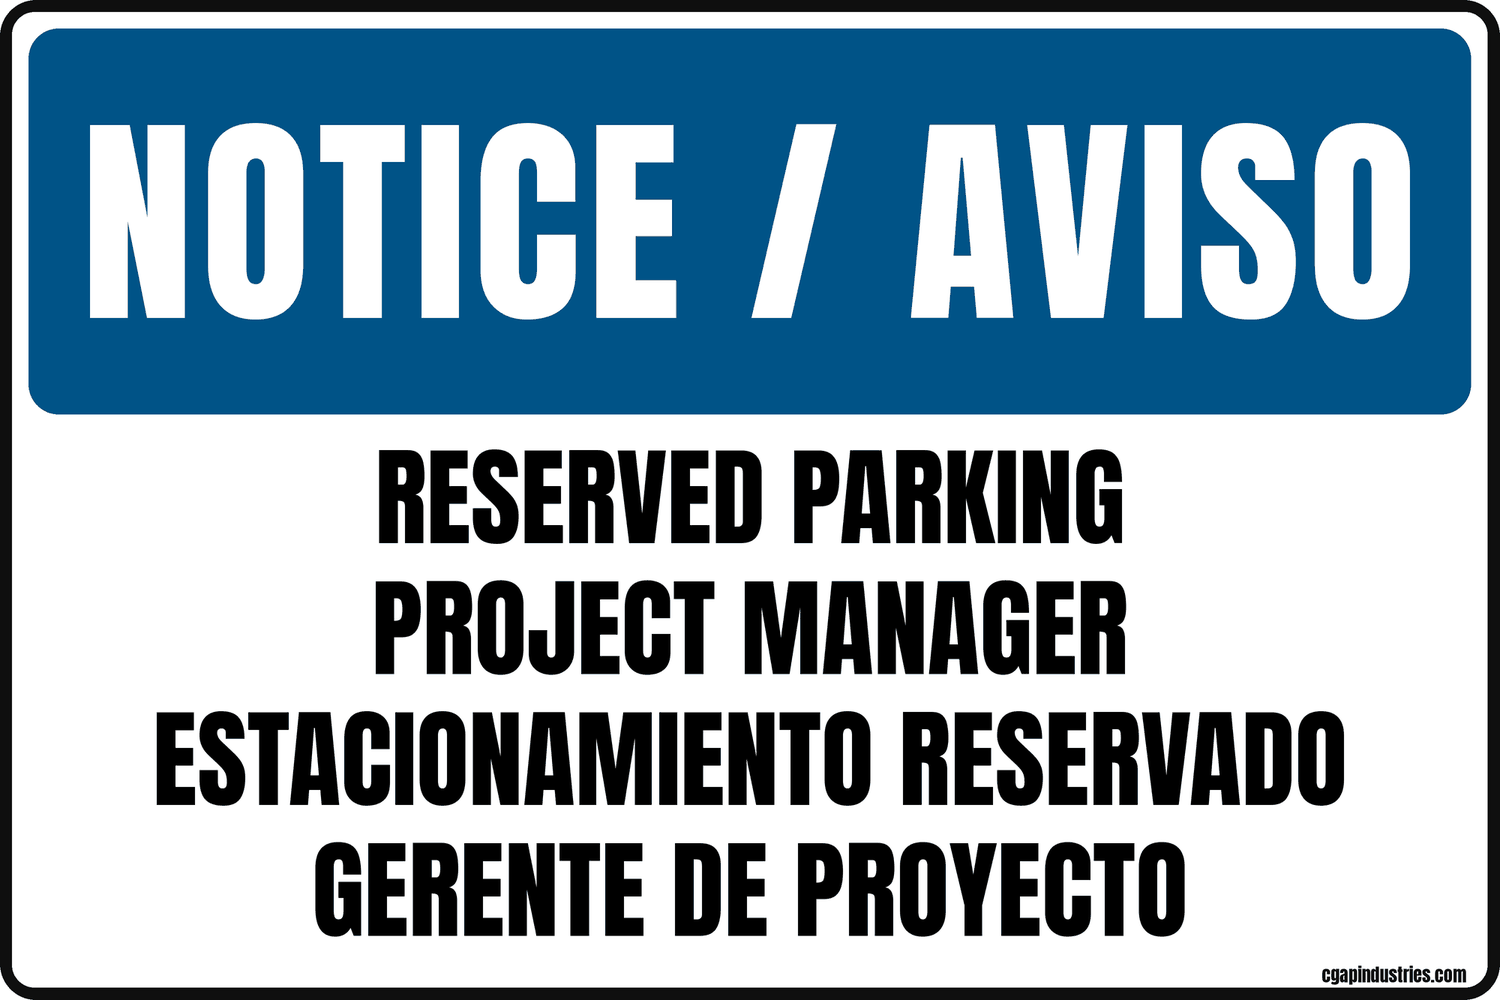 NOTICE / AVISO
RESERVED PARKING
PROJECT MANAGER
ESTACIONAMIENTO RESERVADO
GERENTE DE PROYECTO
cgapindustries.com